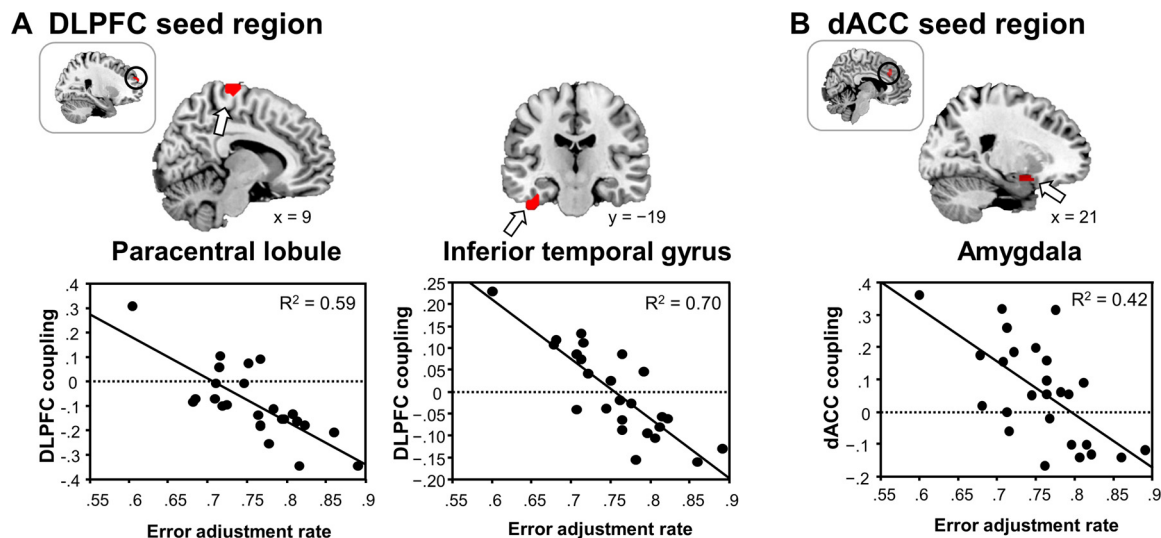 A DLPFC seed region
B dACC seed region
x = 9
y = −19
x = 21
Paracentral lobule
Inferior temporal gyrus
Amygdala
DLPFC coupling
.4
.3
.2
.1
0
-.1
-.2
-.3
-.4
R² = 0.59
.55
.6
.65
.7
.75
.8
.85
.9
Error adjustment rate
DLPFC coupling
.25
.20
.15
.10
.05
0
−.05
−.10
−.15
−.20
R² = 0.70
.55
.6
.65
.7
.75
.8
.85
.9
Error adjustment rate
dACC coupling
.4
.3
.2
.1
0
−.1
−.2
R² = 0.42
.55
.6
.65
.7
.75
.8
.85
.9
Error adjustment rate